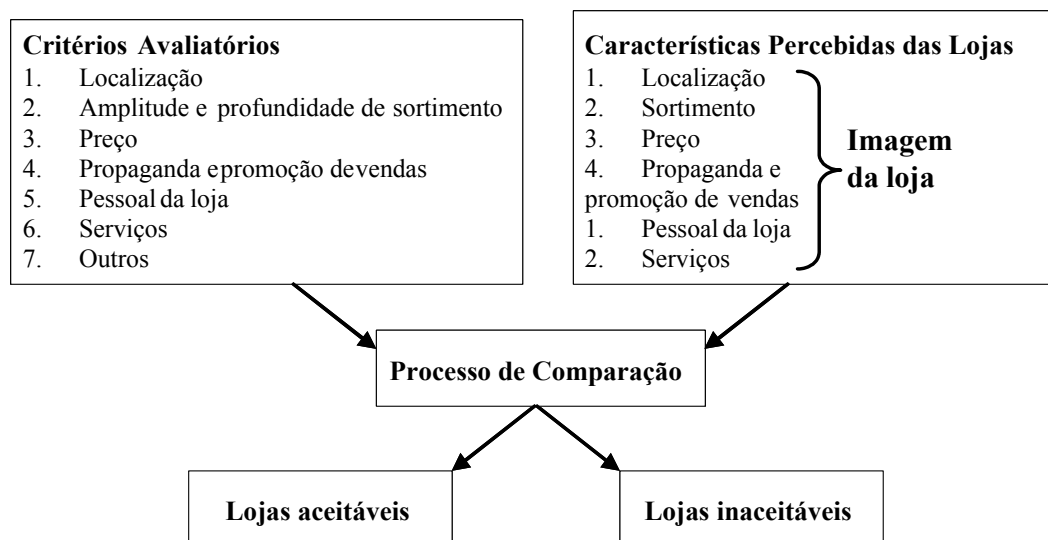 Critérios Avaliatórios
1. Localização
2. Amplitude e profundidade de sortimento
3. Preço
4. Propaganda epromoção devendas
5. Pessoal da loja
6. Serviços
7. Outros
Características Percebidas das Lojas
1. Localização
2. Sortimento
3. Preço
4. Propaganda e
promoção de vendas
1. Pessoal da loja
2. Serviços
Imagem
da loja
Processo de Comparação
Lojas aceitáveis
Lojas inaceitáveis